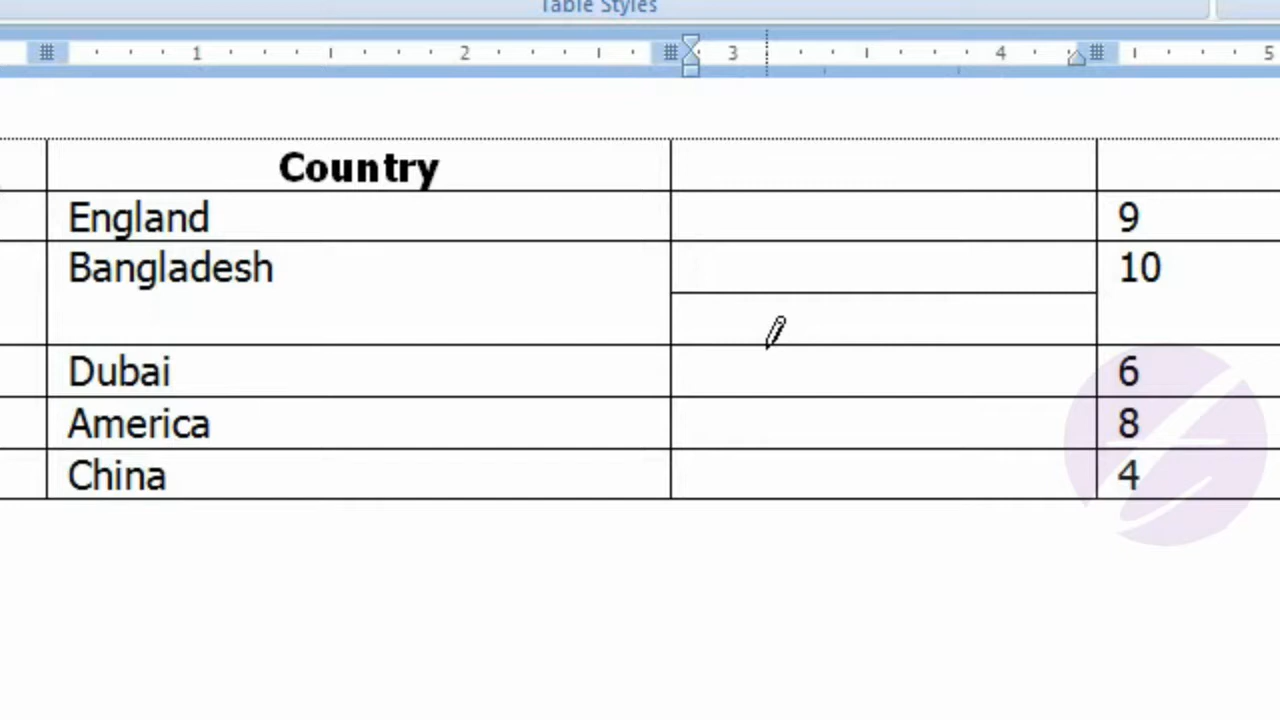 Table Styles
1 2 3 4 5
Country
England 9
Bangladesh 10
Dubai 6
America 8
China 4